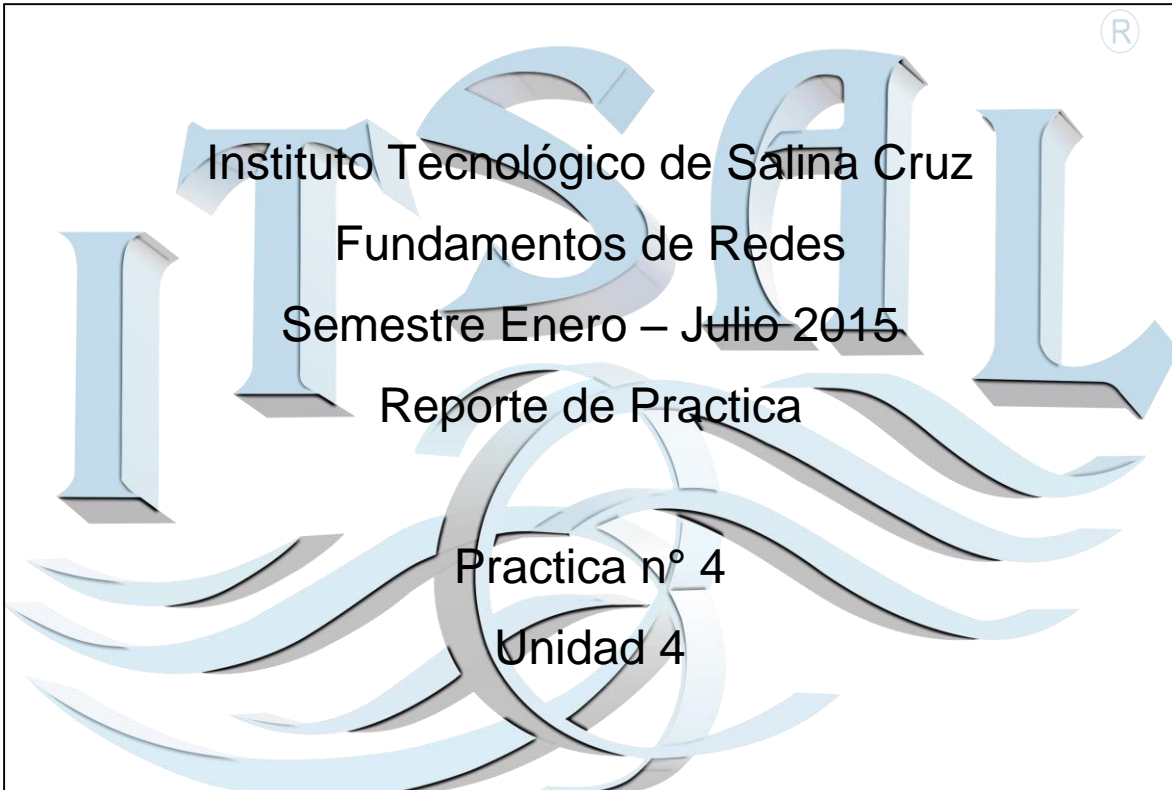 ®
ITSAL
Instituto Tecnológico de Salina Cruz
Fundamentos de Redes
Semestre Enero – Julio 2015
Reporte de Practica
Practica n° 4
Unidad 4